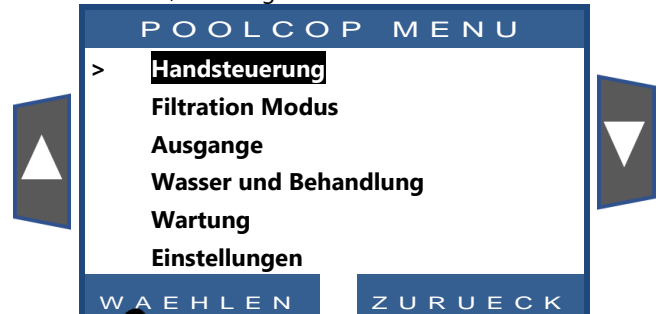 POOLCOP MENU
> Handsteuerung
Filtration Modus
Ausgange
Wasser und Behandlung
Wartung
Einstellungen
WAEHLEN ZURUECK